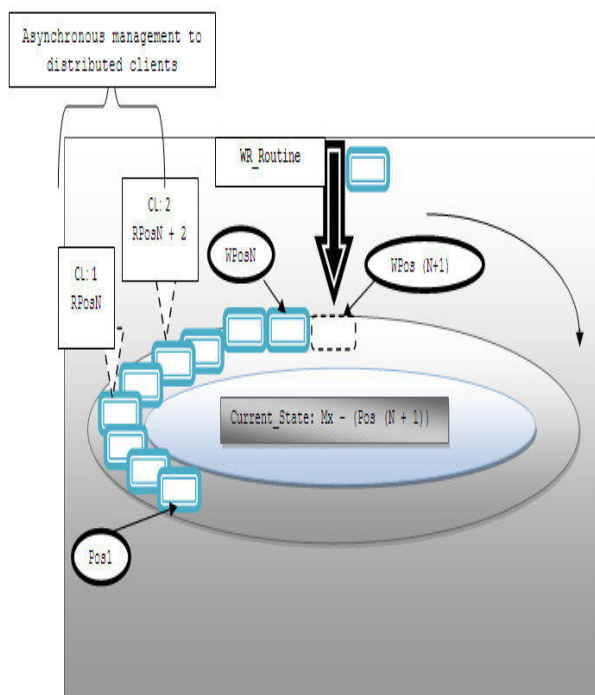 Asynchronous management to
distributed clients
WR_Routine
CL:2
RPosN + 2
CL:1
RPosN
WPosN
WPos (N+1)
Current_State: Mx - (Pos (N + 1))
Pos1